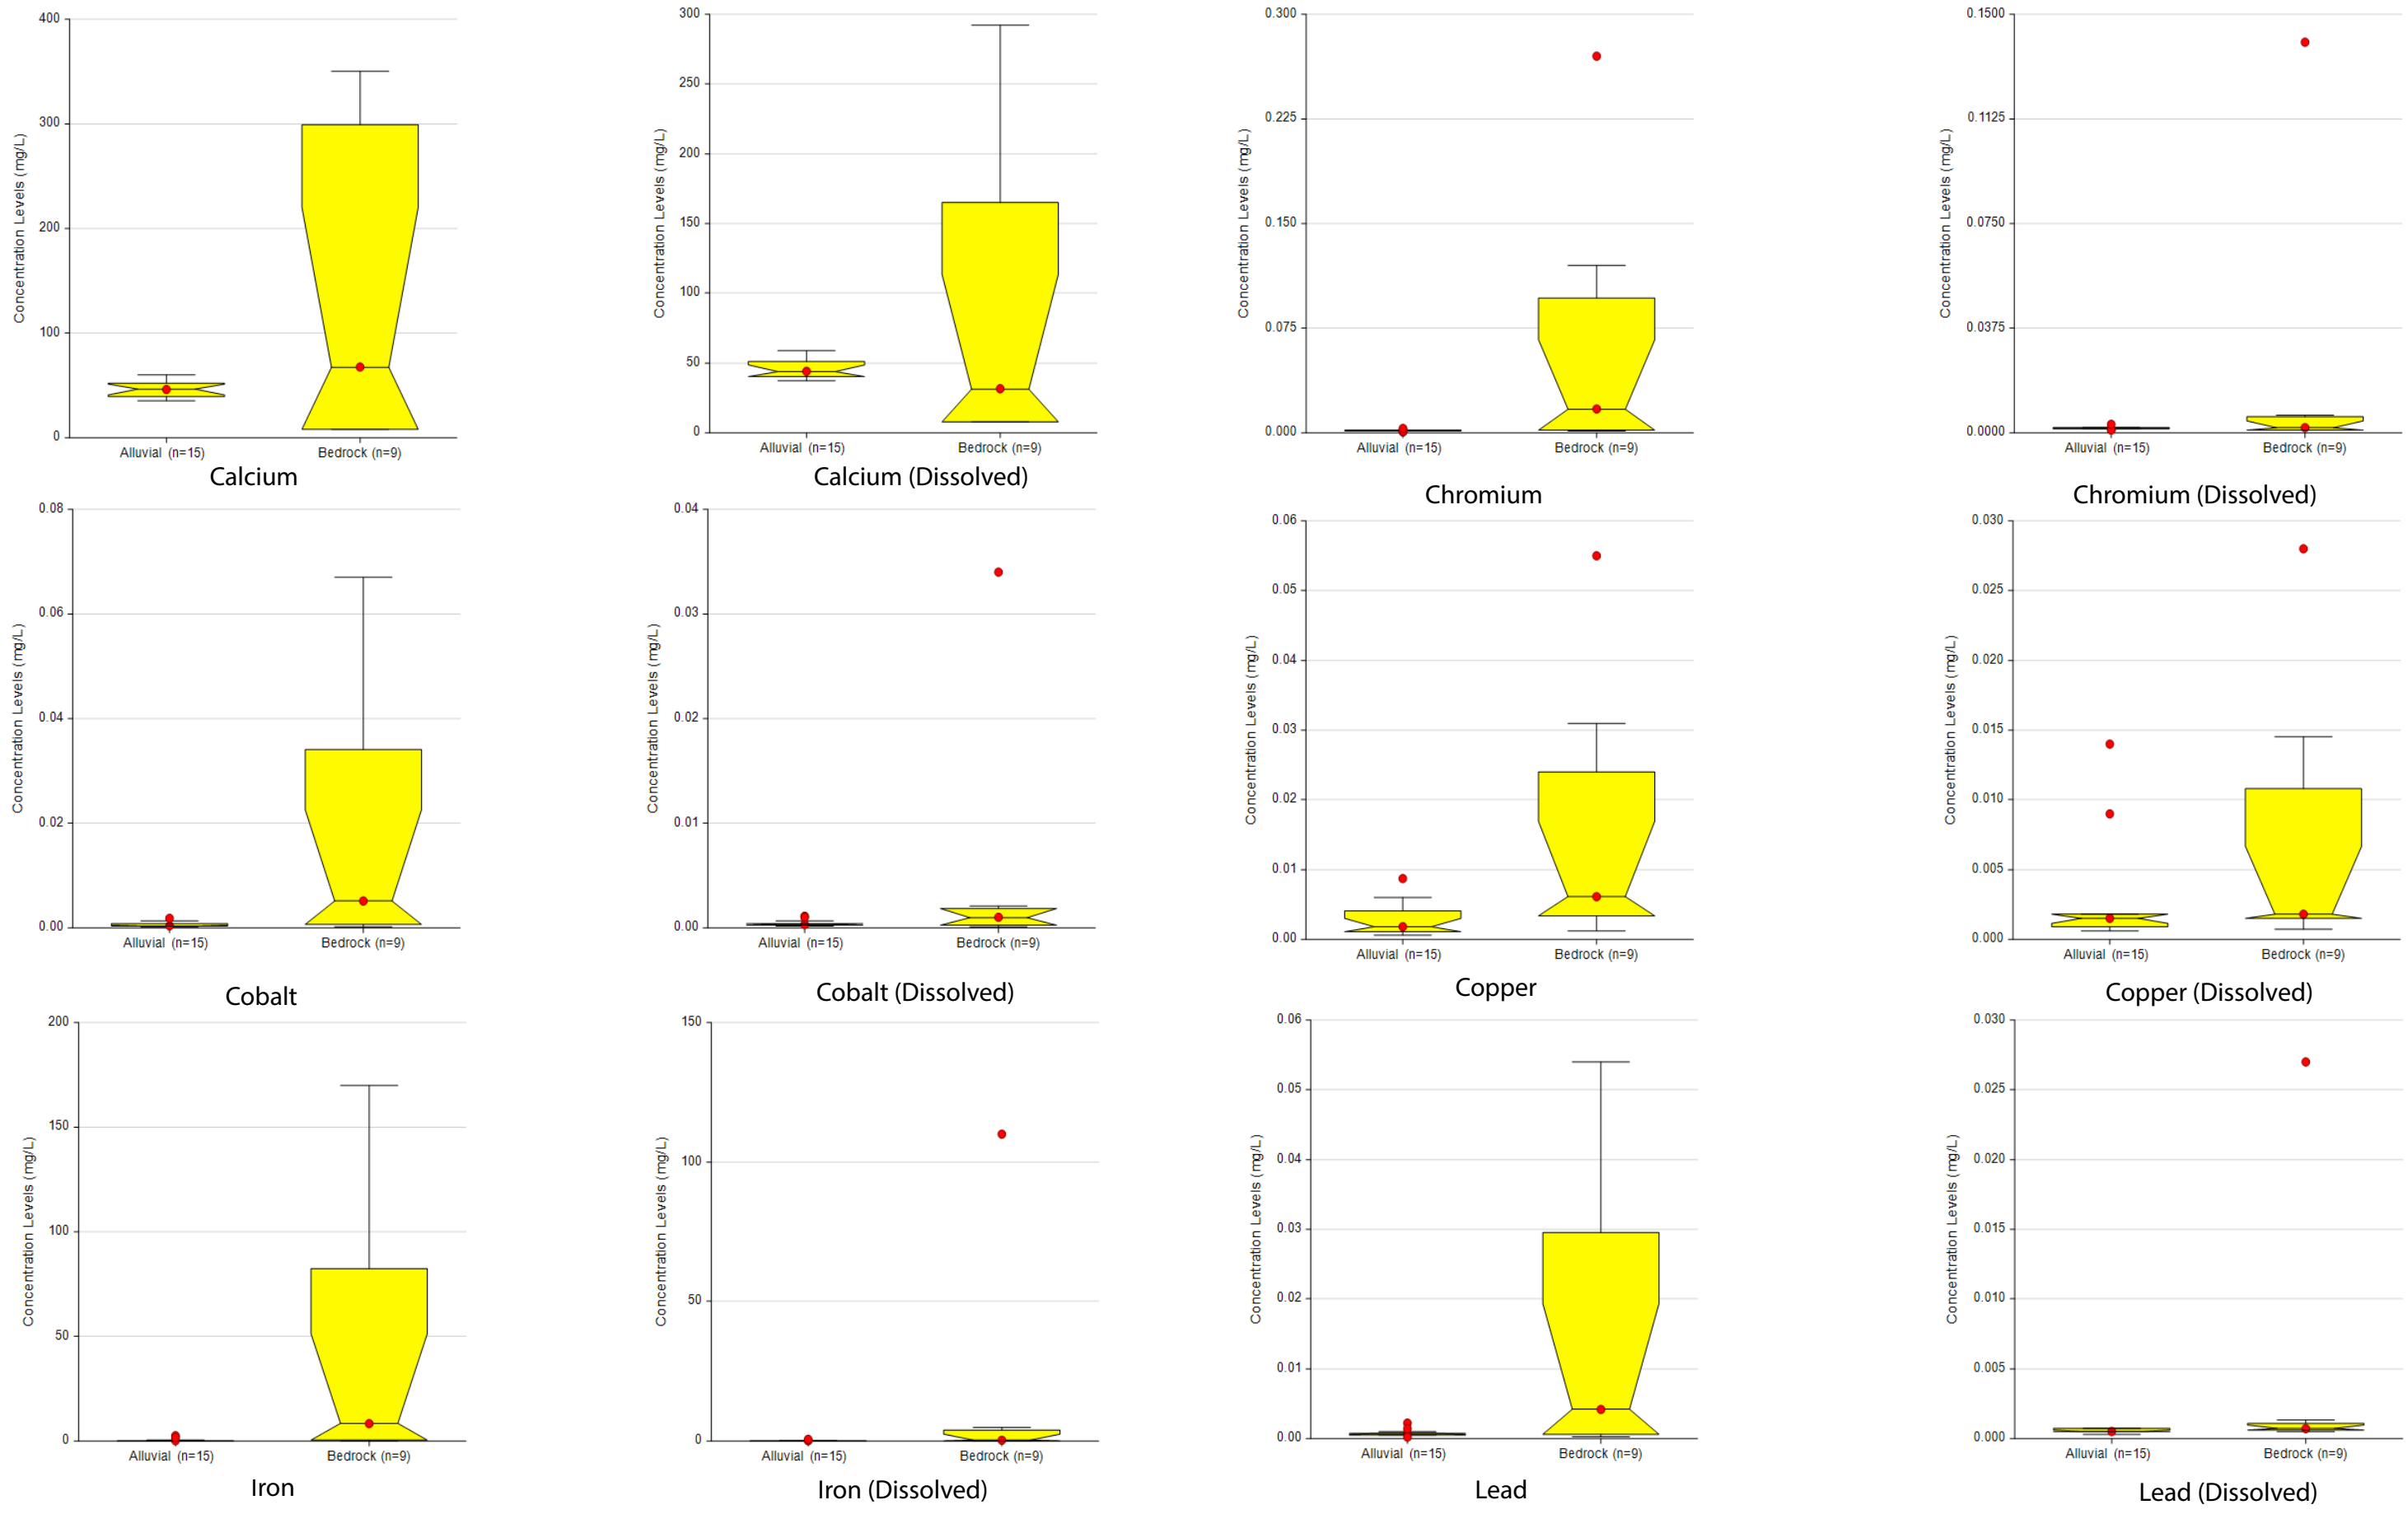 400
300
200
100
0
Concentration Levels (mg/L)
Alluvial (n=15)
Bedrock (n=9)
Calcium
300
250
200
150
100
50
0
Concentration Levels (mg/L)
Alluvial (n=15)
Bedrock (n=9)
Calcium (Dissolved)
0.300
0.225
0.150
0.075
0.000
Concentration Levels (mg/L)
Alluvial (n=15)
Bedrock (n=9)
Chromium
0.1500
0.1125
0.0750
0.0375
0.0000
Concentration Levels (mg/L)
Alluvial (n=15)
Bedrock (n=9)
Chromium (Dissolved)
0.08
0.06
0.04
0.02
0.00
Concentration Levels (mg/L)
Alluvial (n=15)
Bedrock (n=9)
Cobalt
0.04
0.03
0.02
0.01
0.00
Concentration Levels (mg/L)
Alluvial (n=15)
Bedrock (n=9)
Cobalt (Dissolved)
0.06
0.05
0.04
0.03
0.02
0.01
0.00
Concentration Levels (mg/L)
Alluvial (n=15)
Bedrock (n=9)
Copper
0.030
0.025
0.020
0.015
0.010
0.005
0.000
Concentration Levels (mg/L)
Alluvial (n=15)
Bedrock (n=9)
Copper (Dissolved)
200
150
100
50
0
Concentration Levels (mg/L)
Alluvial (n=15)
Bedrock (n=9)
Iron
150
100
50
0
Concentration Levels (mg/L)
Alluvial (n=15)
Bedrock (n=9)
Iron (Dissolved)
0.06
0.05
0.04
0.03
0.02
0.01
0.00
Concentration Levels (mg/L)
Alluvial (n=15)
Bedrock (n=9)
Lead
0.030
0.025
0.020
0.015
0.010
0.005
0.000
Concentration Levels (mg/L)
Alluvial (n=15)
Bedrock (n=9)
Lead (Dissolved)